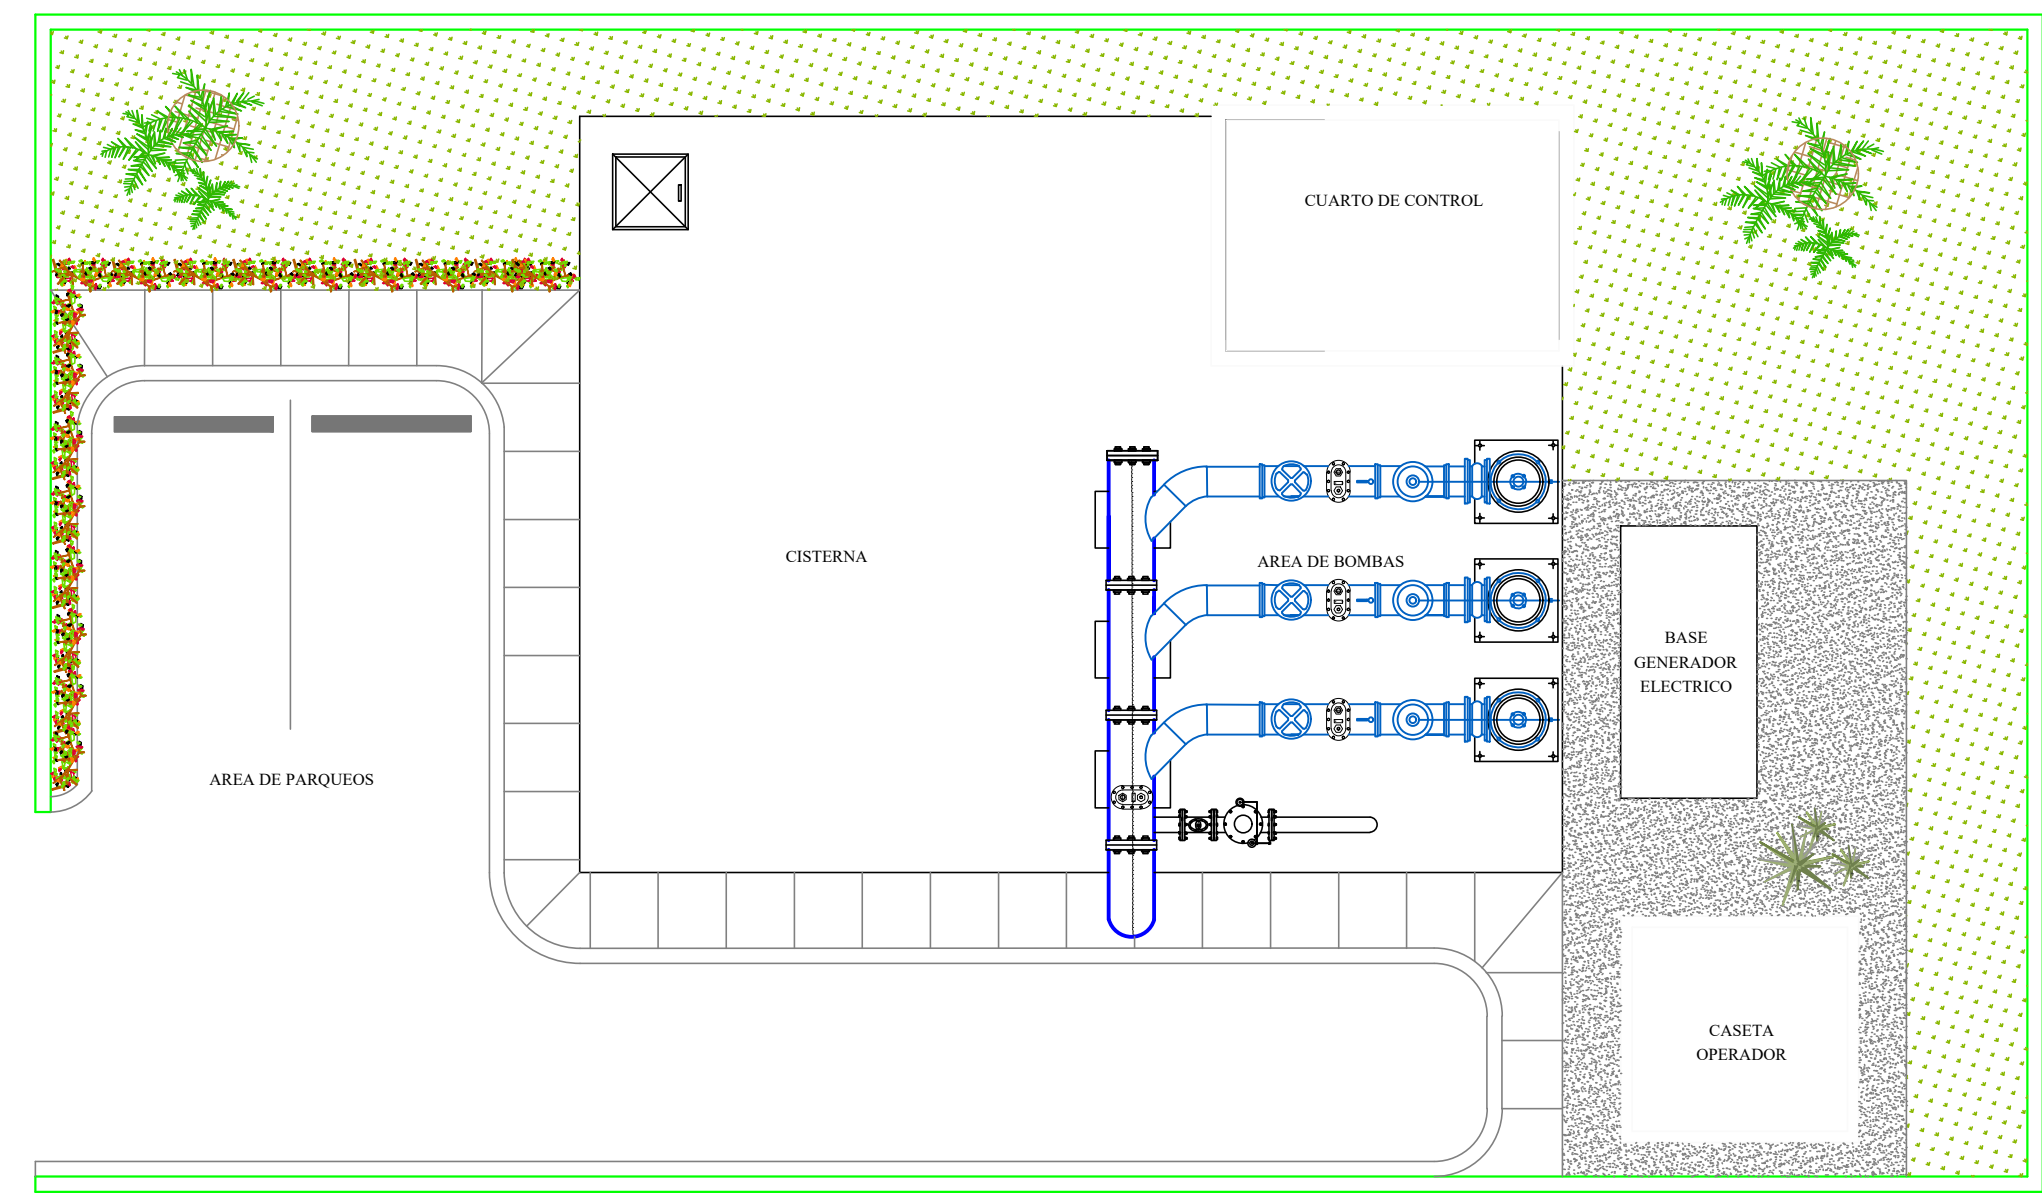 CUARTO DE CONTROL
CISTERNA
AREA DE BOMBAS
BASE
GENERADOR
ELECTRICO
AREA DE PARQUEOS
CASETA
OPERADOR